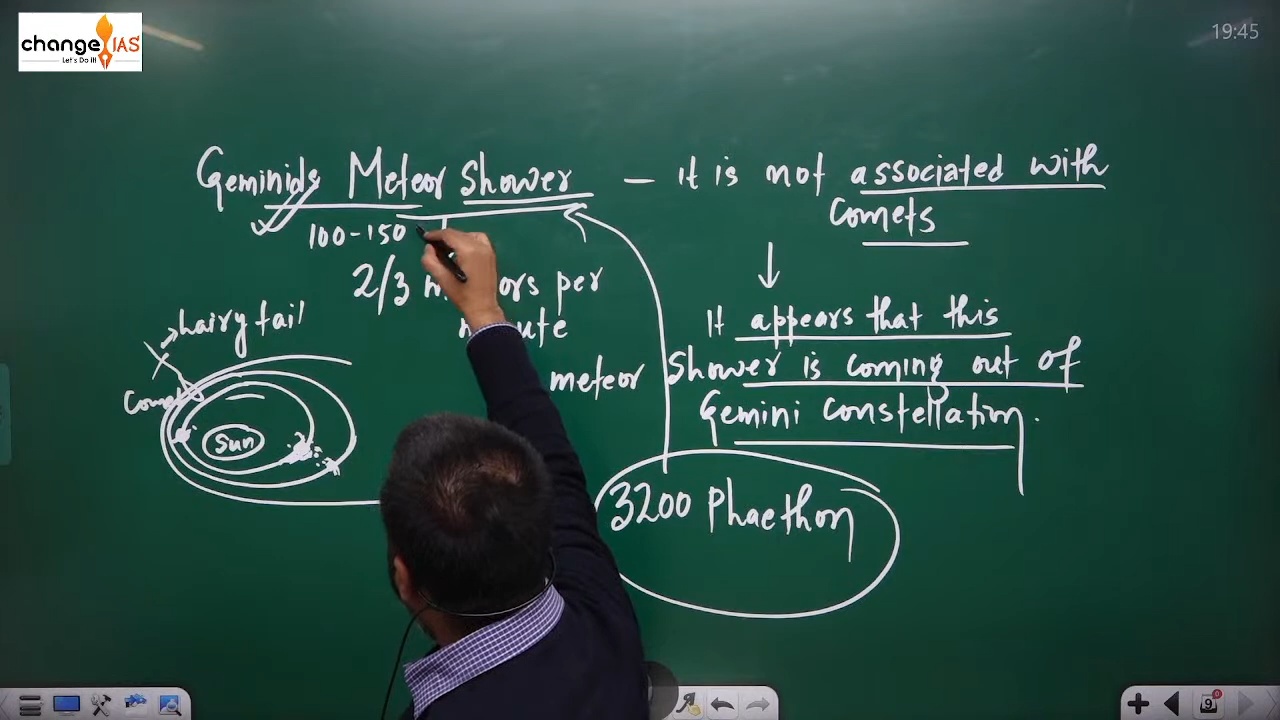 change IAS
Let's Do It!
19:45
Geminids Meteor Shower – it is not associated with
Comets
100-150
2/3 per
It appears that this
hairy tail
meteor Shower is coming out of
Comet
Gemini constellation.
Sun
3200 Phaethon
9